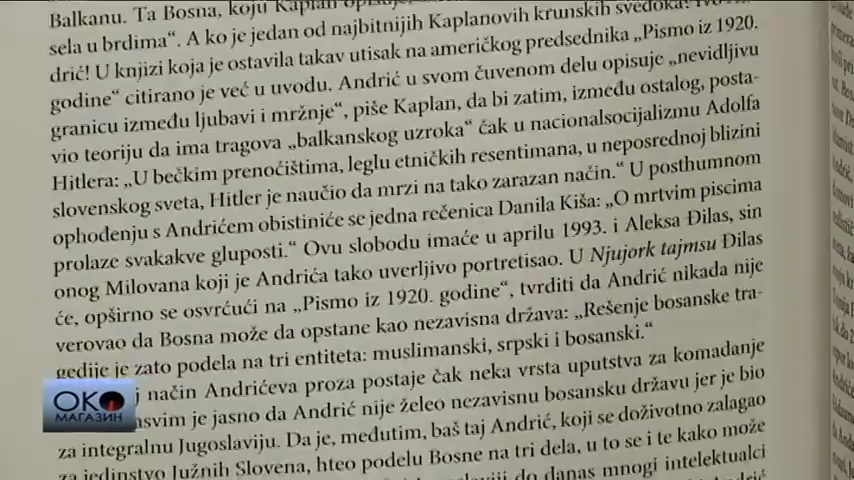 Balkanu. Ta Bosna, koju Kaplan
sela u brdima“. A ko je jedan od najbitnijih Kaplanovih krunskih svedoka?
drić! U knjizi koja je ostavila takav utisak na američkog predsednika „Pismo iz 1920.
godine“ citirano je već u uvodu. Andrić u svom čuvenom delu opisuje „nevidljivu
granicu između ljubavi i mržnje“, piše Kaplan, da bi zatim, između ostalog, posta-
vio teoriju da ima tragova „balkanskog uzroka“ čak u nacionalsocijalizmu Adolfa
Hitlera: „U bečkim prenoćištima, leglu etničkih resentimana, u neposrednoj blizini
slovenskog sveta, Hitler je naučio da mrzi na tako zarazan način.“ U posthumnom
ophođenju s Andrićem obistiniće se jedna rečenica Danila Kiša: „O mrtvim piscima
prolaze svakakve gluposti.“ Ovu slobodu imaće u aprilu 1993. i Aleksa Đilas, sin
onog Milovana koji je Andrića tako uverljivo portretisao. U Njujork tajmsu Đilas
će, opširno se osvrćući na „Pismo iz 1920. godine“, tvrditi da Andrić nikada nije
verovao da Bosna može da opstane kao nezavisna država: „Rešenje bosanske tra-
gedije je zato podela na tri entiteta: muslimanski, srpski i bosanski.“
j način Andrićeva proza postaje čak neka vrsta uputstva za komadanje
asvim je jasno da Andrić nije želeo nezavisnu bosansku državu jer je bio
za integralnu Jugoslaviju. Da je, međutim, baš taj Andrić, koji se doživotno zalagao
za jedinstvo Južnih Slovena, hteo podelu Bosne na tri dela, u to se i te kako može
do danas mnogi intelektualci
ОКО
МАГАЗИН